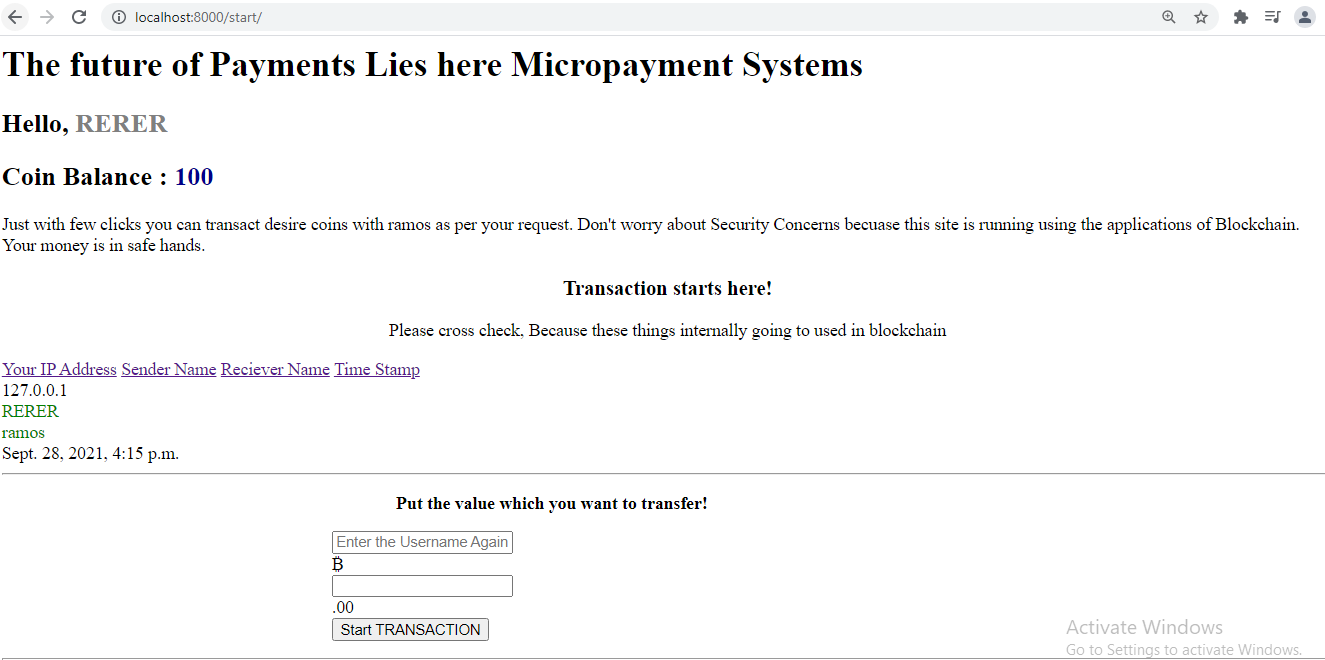 localhost:8000/start/
The future of Payments Lies here Micropayment Systems
Hello, RERER
Coin Balance : 100
Just with few clicks you can transact desire coins with ramos as per your request. Don't worry about Security Concerns becuase this site is running using the applications of Blockchain.
Your money is in safe hands.
Transaction starts here!
Please cross check, Because these things internally going to used in blockchain
Your IP Address Sender Name Reciever Name Time Stamp
127.0.0.1
RERER
ramos
Sept. 28, 2021, 4:15 p.m.
Put the value which you want to transfer!
Enter the Username Again
₿
.00
Start TRANSACTION
Activate Windows
Go to Settings to activate Windows.